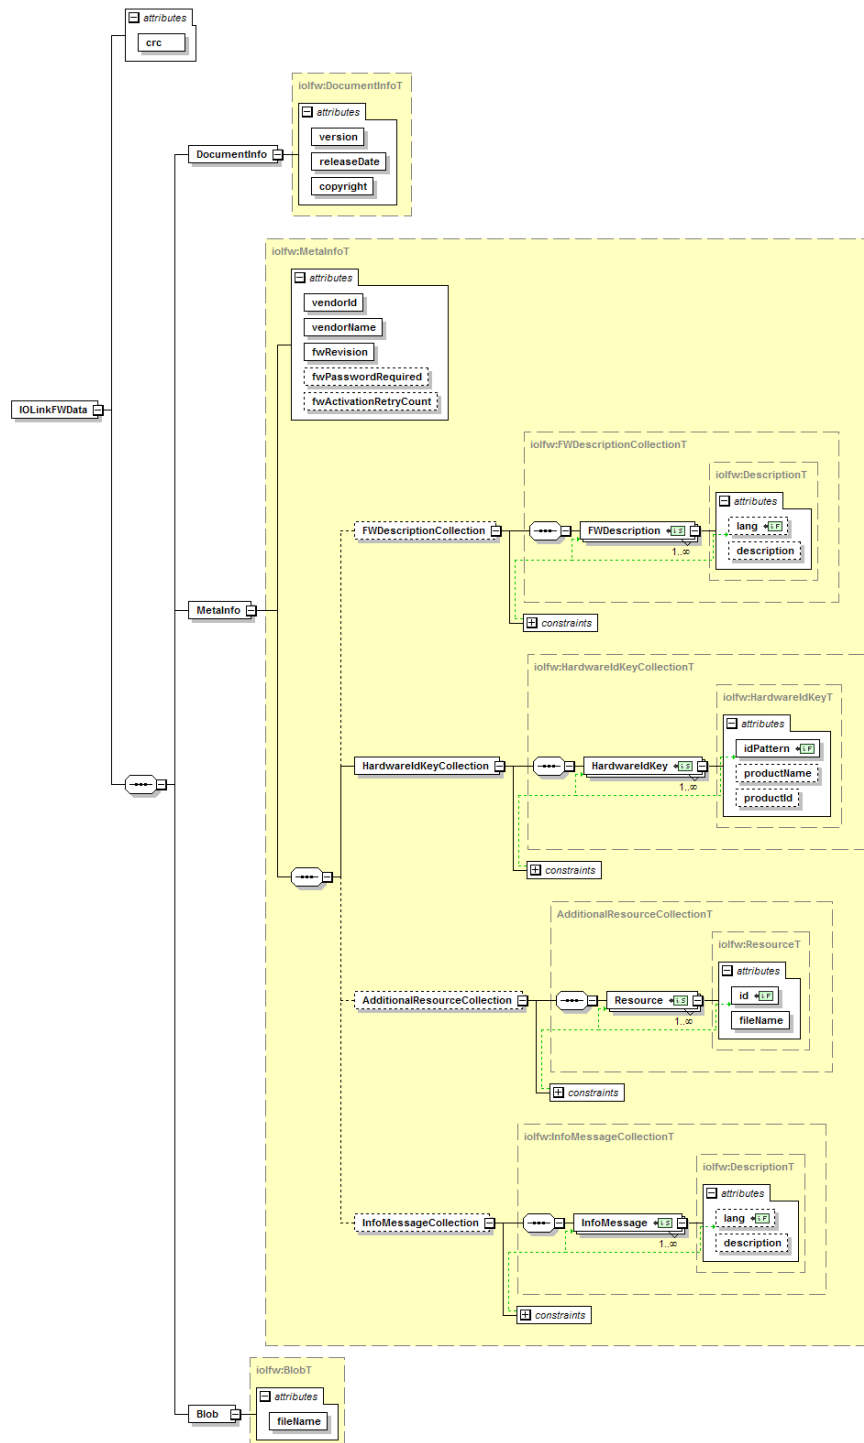 attributes
crc
iolfw:DocumentInfoT
attributes
version
DocumentInfo
releaseDate
copyright
iolfw:MetaInfoT
attributes
vendorId
vendorName
fwRevision
fwPasswordRequired
fwActivationRetryCount
IOLinkFWData
iolfw:FWDescriptionCollectionT
iolfw:DescriptionT
attributes
FWDescriptionCollection
FWDescription
lang
description
1..∞
constraints
MetaInfo
iolfw:HardwareIdKeyCollectionT
iolfw:HardwareIdKeyT
attributes
HardwareIdKeyCollection
HardwareIdKey
idPattern
productName
productId
1..∞
constraints
AdditionalResourceCollectionT
iolfw:ResourceT
attributes
AdditionalResourceCollection
Resource
id
fileName
1..∞
constraints
iolfw:InfoMessageCollectionT
iolfw:DescriptionT
attributes
InfoMessageCollection
InfoMessage
lang
description
1..∞
constraints
iolfw:BlobT
attributes
Blob
fileName